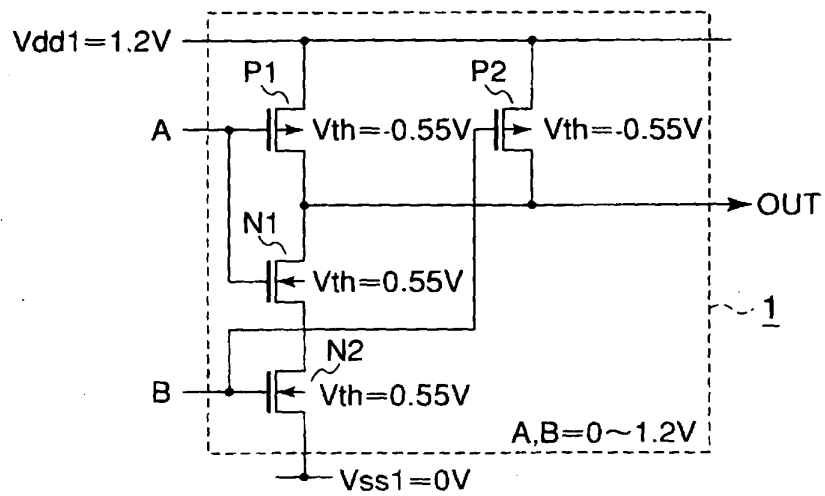 Vdd1=1.2V
P1
P2
A
Vth=-0.55V
Vth=-0.55V
OUT
N1
Vth=0.55V
1
N2
B
Vth=0.55V
A,B=0~1.2V
Vss1=0V